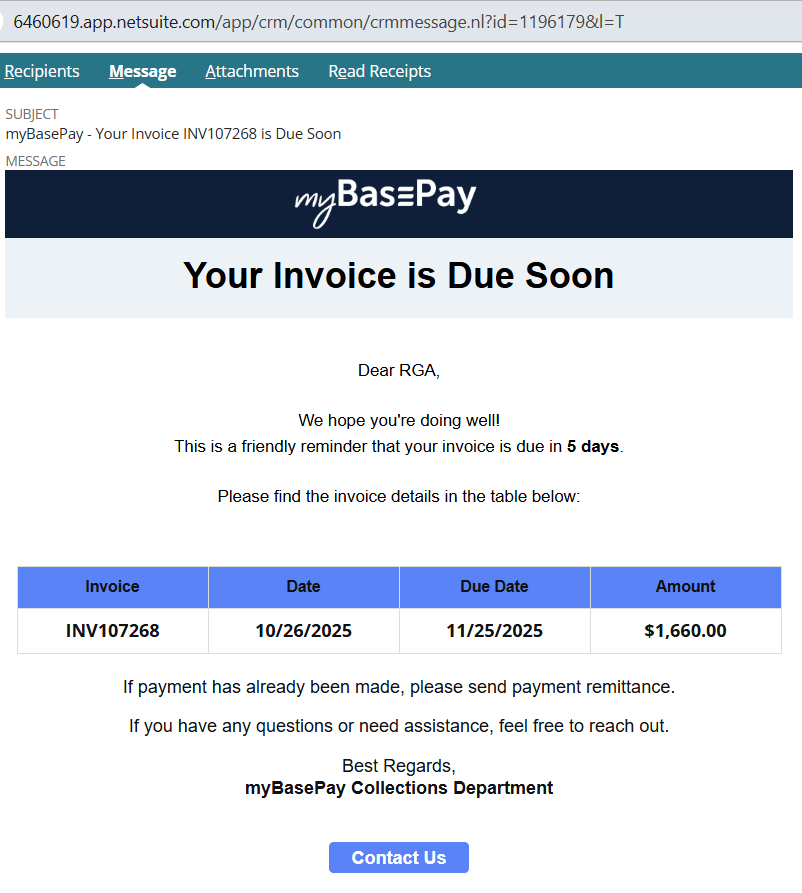 6460619.app.netsuite.com/app/crm/common/crmmessage.nl?id=1196179&l=T
Recipients Message Attachments Read Receipts
SUBJECT
myBasePay - Your Invoice INV107268 is Due Soon
MESSAGE
myBasePay
Your Invoice is Due Soon
Dear RGA,
We hope you're doing well!
This is a friendly reminder that your invoice is due in 5 days.
Please find the invoice details in the table below:
Invoice Date Due Date Amount
INV107268 10/26/2025 11/25/2025 $1,660.00
If payment has already been made, please send payment remittance.
If you have any questions or need assistance, feel free to reach out.
Best Regards,
myBasePay Collections Department
Contact Us